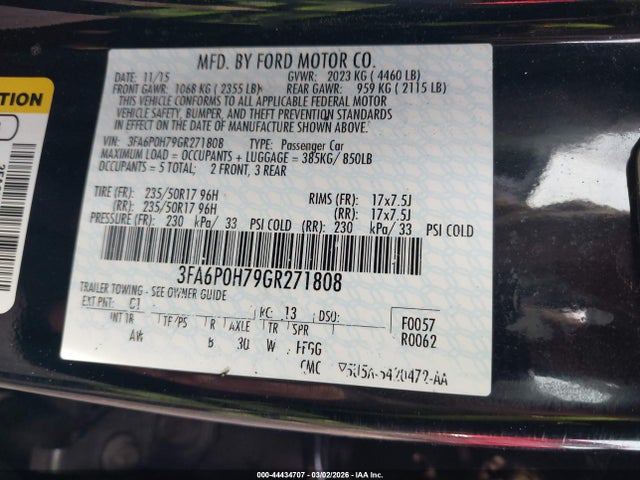 MFD. BY FORD MOTOR CO.
DATE: 11/15 GVWR: 2023 KG ( 4460 LB)
FRONT GAWR: 1068 KG ( 2355 LB) REAR GAWR: 959 KG ( 2115 LB)
THIS VEHICLE CONFORMS TO ALL APPLICABLE FEDERAL MOTOR
VEHICLE SAFETY, BUMPER, AND THEFT PREVENTION STANDARDS
IN EFFECT ON THE DATE OF MANUFACTURE SHOWN ABOVE.
VIN: 3FA6P0H79GR271808 TYPE: Passenger Car
MAXIMUM LOAD = OCCUPANTS + LUGGAGE = 385KG/ 850LB
OCCUPANTS = 5 TOTAL; 2 FRONT, 3 REAR
TIRE (FR): 235/50R17 96H RIMS (FR): 17x7.5J
(RR): 235/50R17 96H (RR): 17x7.5J
PRESSURE (FR): 230 kPa/ 33 PSI COLD (RR): 230 kPa/ 33 PSI COLD
3FA6P0H79GR271808
TRAILER TOWING - SEE OWNER GUIDE
EXT PNT: G1 RC: 13 DSO: F0057
INT TR TP/PS R AXLE TR SPR R0062
AW B 30 W FFGG
CMC
000-44434707 - 03/02/2026 - IAA Inc.